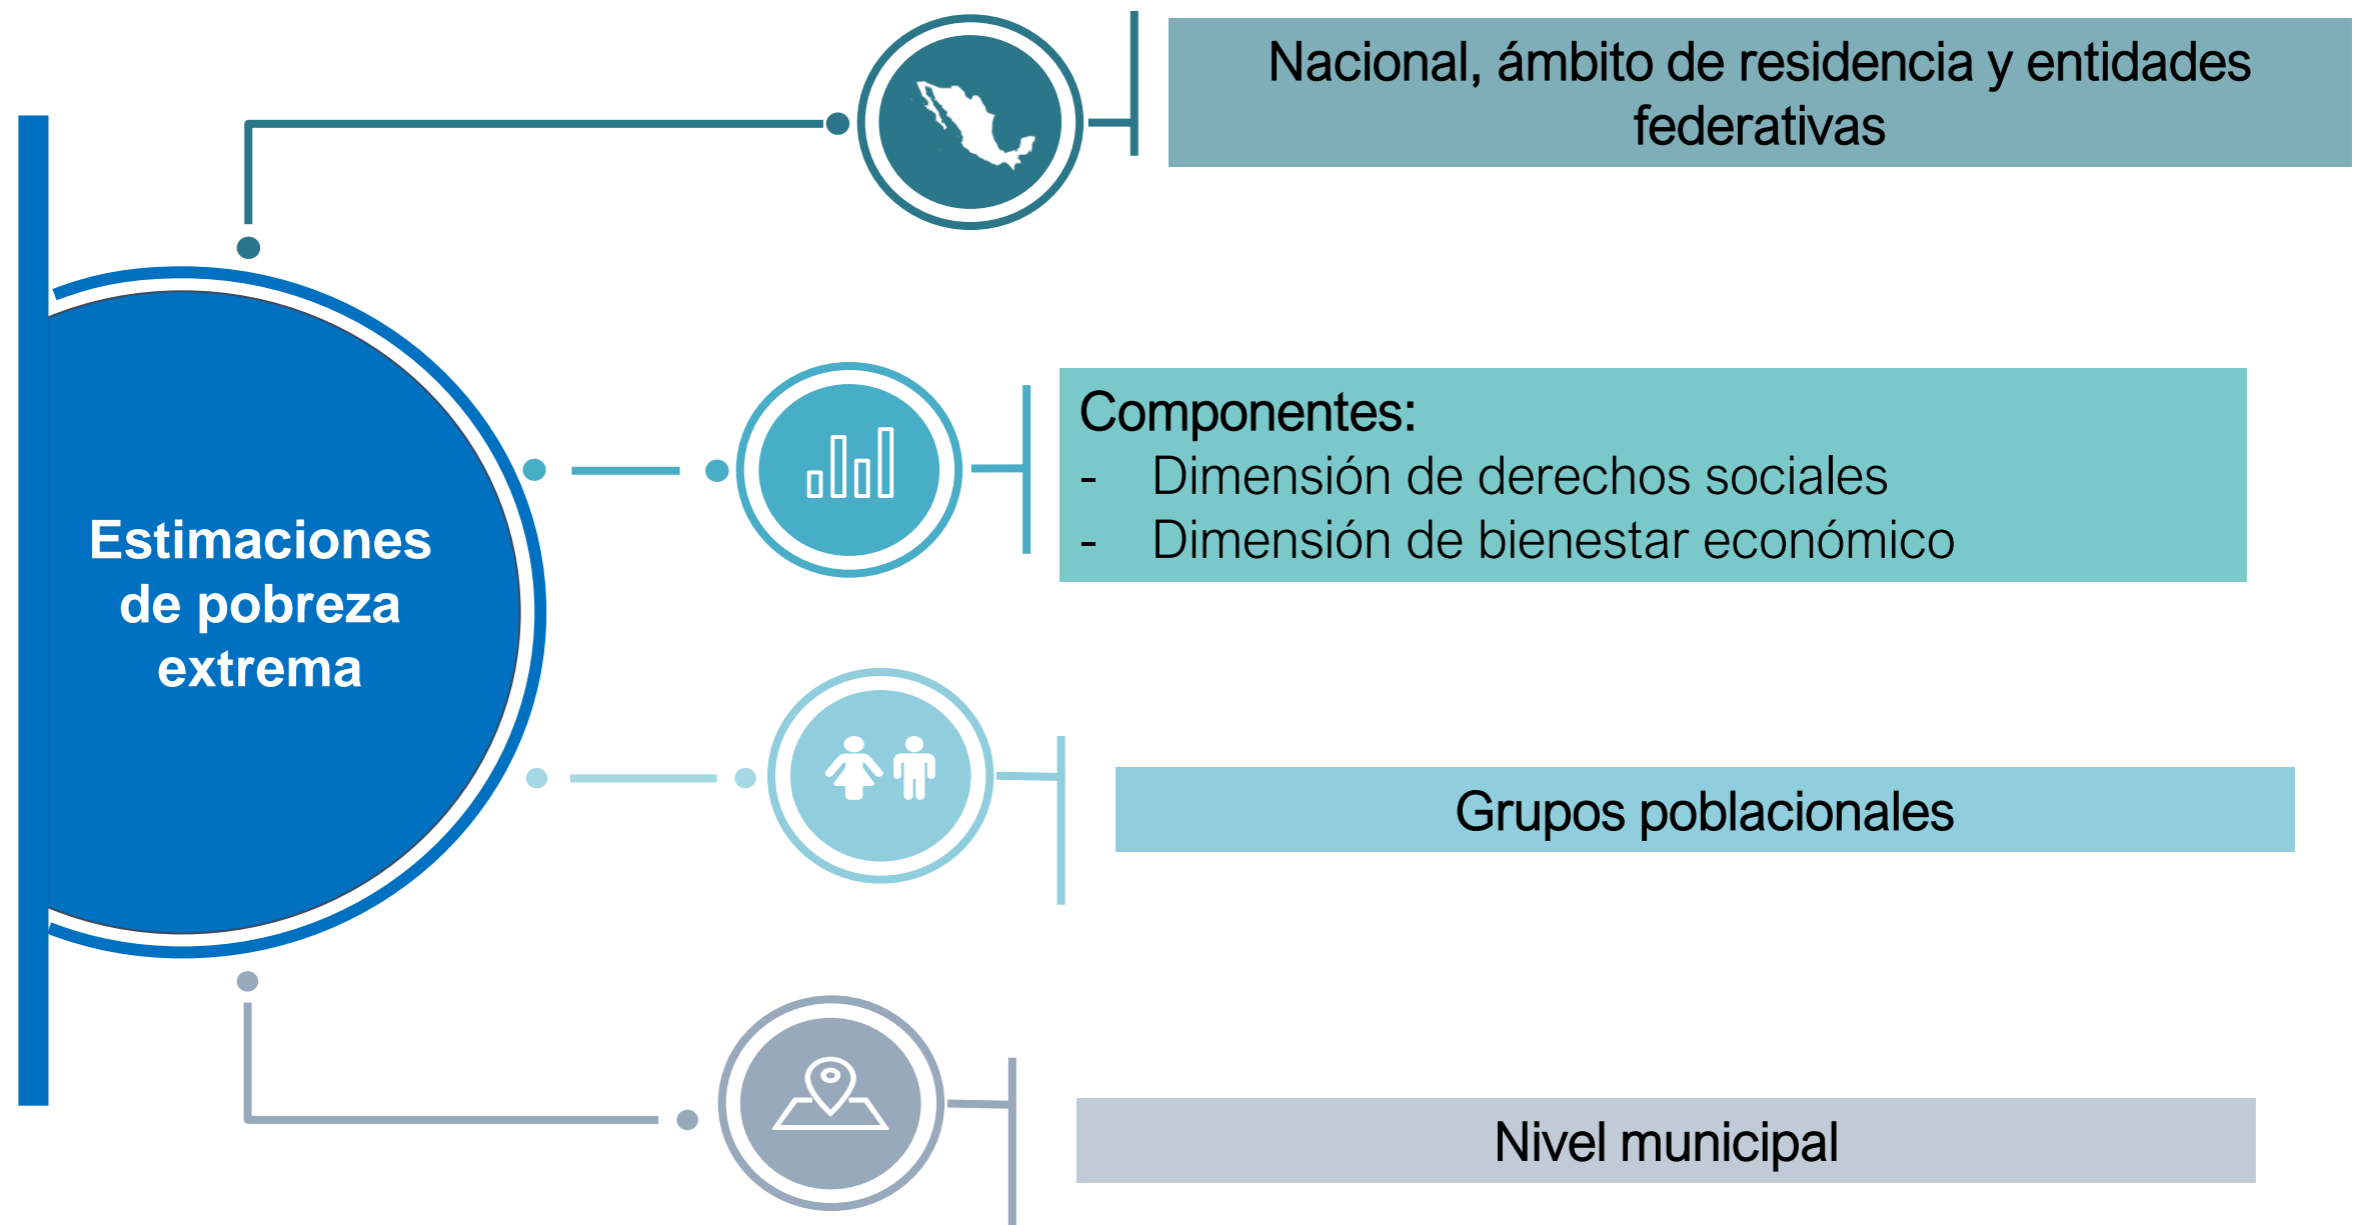 Nacional, ámbito de residencia y entidades
federativas
Componentes:
- Dimensión de derechos sociales
- Dimensión de bienestar económico
Estimaciones
de pobreza
extrema
Grupos poblacionales
Nivel municipal